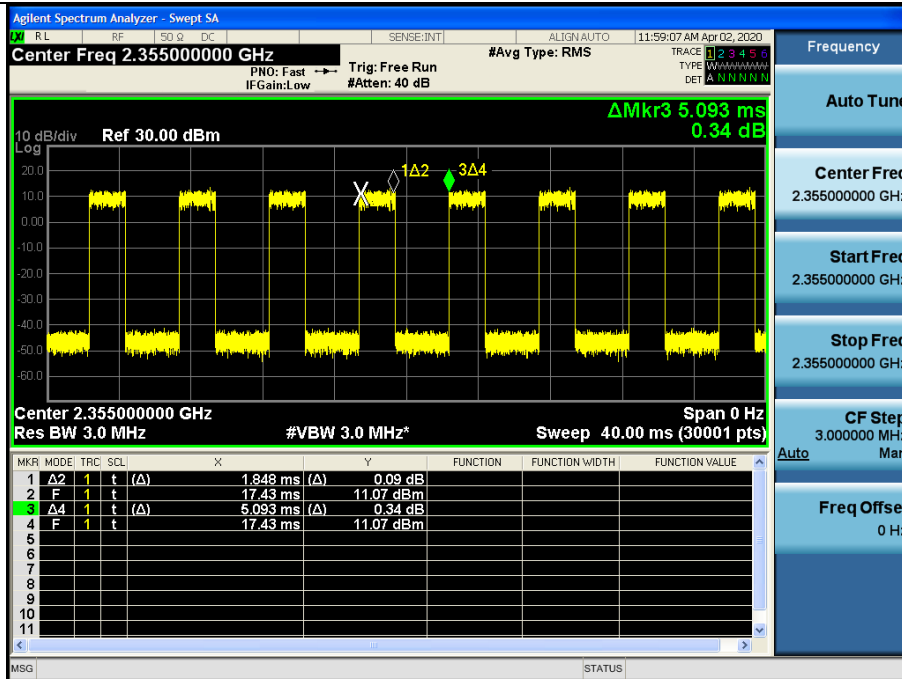 Agilent Spectrum Analyzer - Swept SA
LXI RL RF 50 Ω DC SENSE:INT ALIGN AUTO 11:59:07 AM Apr 02, 2020
Center Freq 2.355000000 GHz
#Avg Type: RMS
TRACE 1 2 3 4 5 6
PNO: Fast
Trig: Free Run
TYPE WWWWWW
IFGain:Low
#Atten: 40 dB
DET A N N N N N
ΔMkr3 5.093 ms
0.34 dB
10 dB/div Ref 30.00 dBm
Log
20.0
1Δ2 3Δ4
10.0
X
0.00
-10.0
-20.0
-30.0
-40.0
-50.0
-60.0
Center 2.355000000 GHz Span 0 Hz
Res BW 3.0 MHz #VBW 3.0 MHz* Sweep 40.00 ms (30001 pts)
MKR MODE TRC SCL X Y FUNCTION FUNCTION WIDTH FUNCTION VALUE
1 Δ2 1 t (Δ) 1.848 ms (Δ) 0.09 dB
2 F 1 t 17.43 ms 11.07 dBm
3 Δ4 1 t (Δ) 5.093 ms (Δ) 0.34 dB
4 F 1 t 17.43 ms 11.07 dBm
5
6
7
8
9
10
11
MSG STATUS
Frequency
Auto Tune
Center Freq
2.355000000 GHz
Start Freq
2.355000000 GHz
Stop Freq
2.355000000 GHz
CF Step
3.000000 MHz
Auto Man
Freq Offset
0 Hz